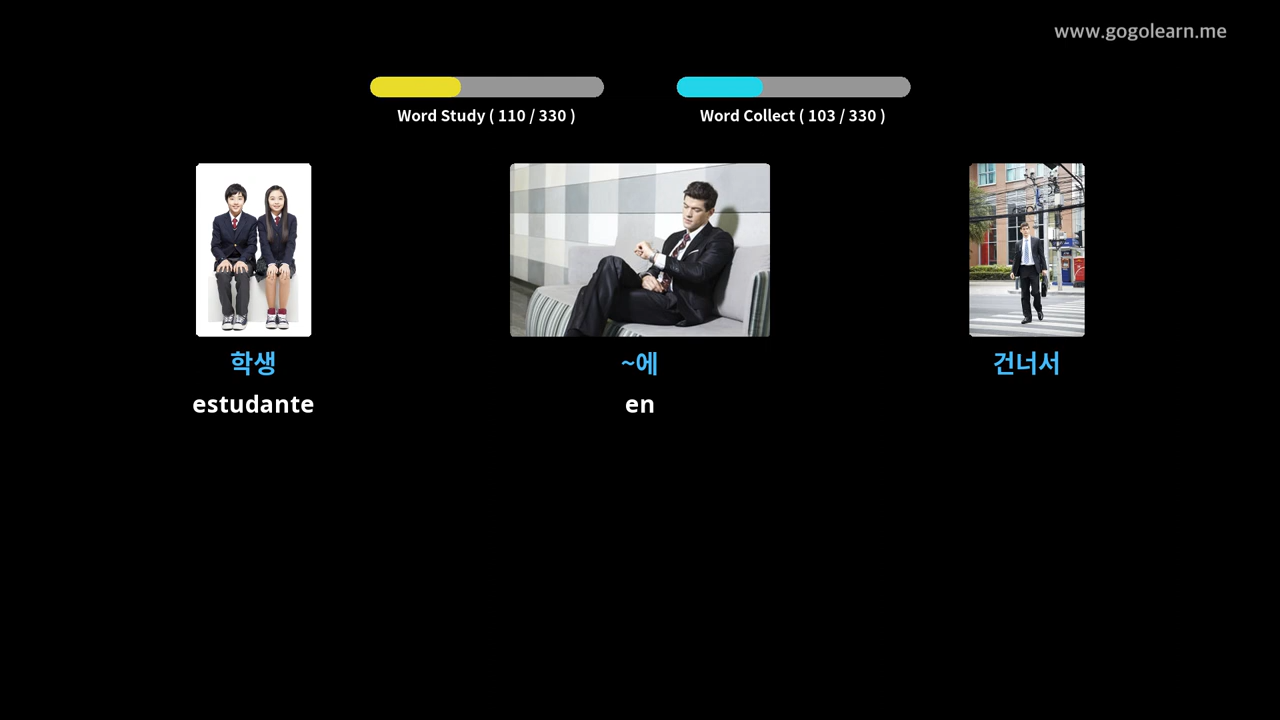 www.gogolearn.me
Word Study ( 110 / 330 )
Word Collect ( 103 / 330 )
학생
~에
건너서
estudante
en